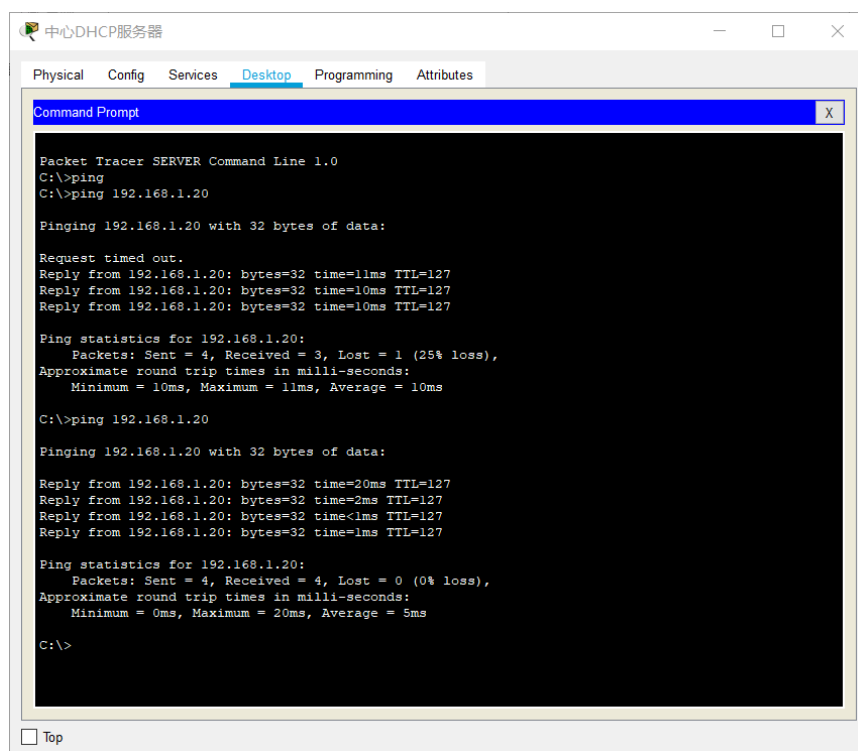 中心DHCP服务器
Physical Config Services Desktop Programming Attributes
Command Prompt X
Packet Tracer SERVER Command Line 1.0
C:\>ping
C:\>ping 192.168.1.20
Pinging 192.168.1.20 with 32 bytes of data:
Request timed out.
Reply from 192.168.1.20: bytes=32 time=11ms TTL=127
Reply from 192.168.1.20: bytes=32 time=10ms TTL=127
Reply from 192.168.1.20: bytes=32 time=10ms TTL=127
Ping statistics for 192.168.1.20:
Packets: Sent = 4, Received = 3, Lost = 1 (25% loss),
Approximate round trip times in milli-seconds:
Minimum = 10ms, Maximum = 11ms, Average = 10ms
C:\>ping 192.168.1.20
Pinging 192.168.1.20 with 32 bytes of data:
Reply from 192.168.1.20: bytes=32 time=20ms TTL=127
Reply from 192.168.1.20: bytes=32 time=2ms TTL=127
Reply from 192.168.1.20: bytes=32 time<1ms TTL=127
Reply from 192.168.1.20: bytes=32 time=1ms TTL=127
Ping statistics for 192.168.1.20:
Packets: Sent = 4, Received = 4, Lost = 0 (0% loss),
Approximate round trip times in milli-seconds:
Minimum = 0ms, Maximum = 20ms, Average = 5ms
C:\>
Top